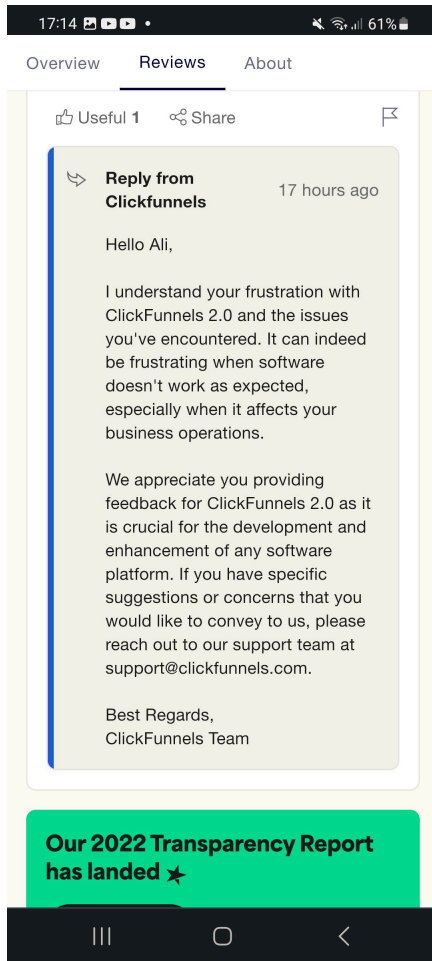 17:14 61%
Overview Reviews About
Useful 1 Share
Reply from
Clickfunnels
17 hours ago
Hello Ali,
I understand your frustration with
ClickFunnels 2.0 and the issues
you've encountered. It can indeed
be frustrating when software
doesn't work as expected,
especially when it affects your
business operations.
We appreciate you providing
feedback for ClickFunnels 2.0 as it
is crucial for the development and
enhancement of any software
platform. If you have specific
suggestions or concerns that you
would like to convey to us, please
reach out to our support team at
support@clickfunnels.com.
Best Regards,
ClickFunnels Team
Our 2022 Transparency Report
has landed